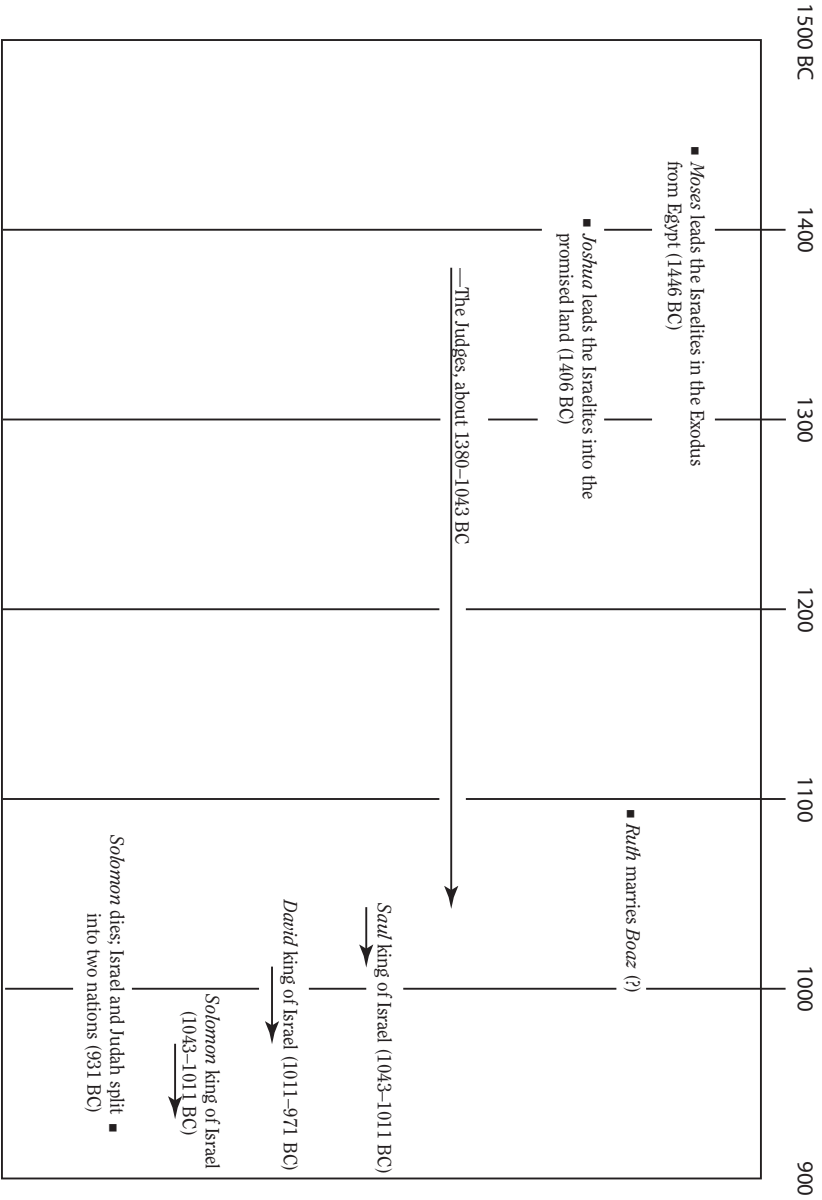 1500 BC
1400
1300
1200
1100
1000
900
■ Moses leads the Israelites in the Exodus
from Egypt (1446 BC)
■ Ruth marries Boaz (?)
■ Joshua leads the Israelites into the
promised land (1406 BC)
—The Judges, about 1380–1043 BC
Saul king of Israel (1043–1011 BC)
David king of Israel (1011–971 BC)
Solomon king of Israel
(1043–1011 BC)
Solomon dies; Israel and Judah split ■
into two nations (931 BC)